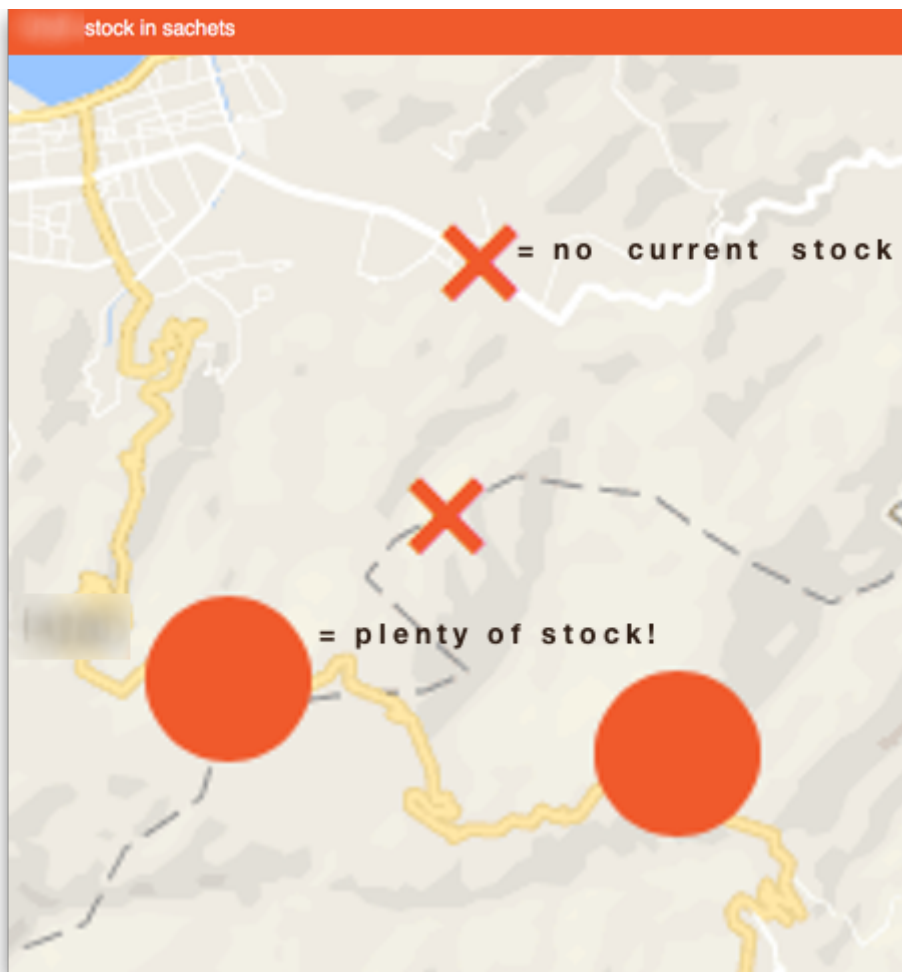 stock in sachets
= no current stock
= plenty of stock!